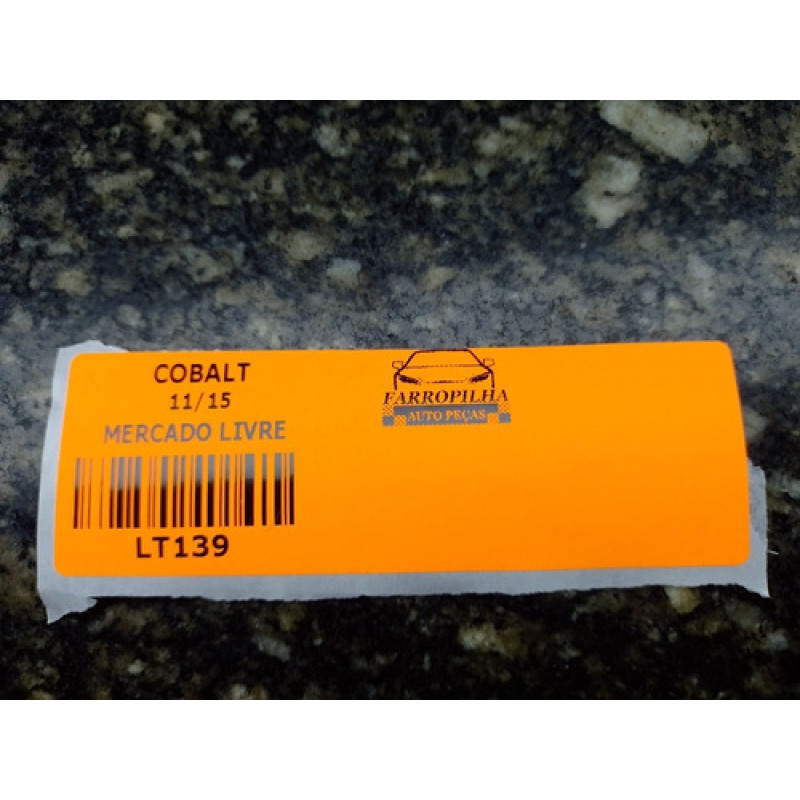 COBALT
11/15
MERCADO LIVRE
LT139
FARROPILHA
AUTO PEÇAS